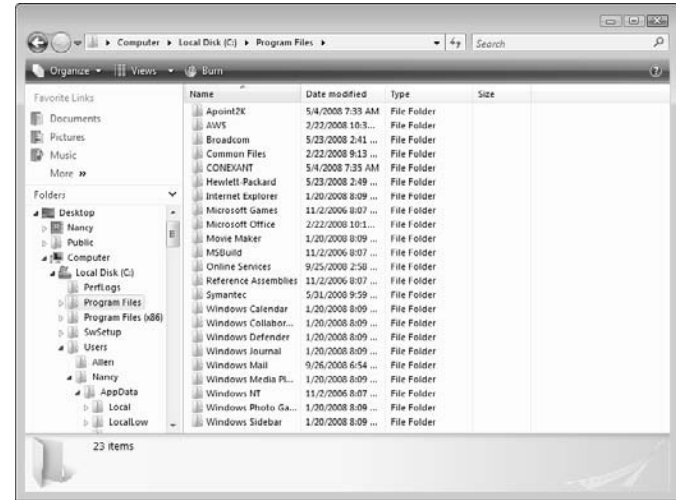 Computer Local Disk (C:) Program Files Search
Organize Views Burn
Favorite Links
Documents
Pictures
Music
More »
Folders
Desktop
Nancy
Public
Computer
Local Disk (C:)
PerfLogs
Program Files
Program Files (x86)
SwSetup
Users
Allen
Nancy
AppData
Local
LocalLow
Name Date modified Type Size
Apoint2K 5/4/2008 7:33 AM File Folder
AWS 2/22/2008 10:3... File Folder
Broadcom 5/23/2008 2:41 ... File Folder
Common Files 2/22/2008 9:13 ... File Folder
CONEXANT 5/4/2008 7:35 AM File Folder
Hewlett-Packard 5/23/2008 2:49 ... File Folder
Internet Explorer 1/20/2008 8:09 ... File Folder
Microsoft Games 11/2/2006 8:07 ... File Folder
Microsoft Office 2/22/2008 10:1... File Folder
Movie Maker 1/20/2008 8:09 ... File Folder
MSBuild 11/2/2006 8:07 ... File Folder
Online Services 9/25/2008 2:58 ... File Folder
Reference Assemblies 11/2/2006 8:07 ... File Folder
Symantec 5/31/2008 9:59 ... File Folder
Windows Calendar 1/20/2008 8:09 ... File Folder
Windows Collabor... 1/20/2008 8:09 ... File Folder
Windows Defender 1/20/2008 8:09 ... File Folder
Windows Journal 1/20/2008 8:09 ... File Folder
Windows Mail 9/26/2008 6:54 ... File Folder
Windows Media Pl... 1/20/2008 8:09 ... File Folder
Windows NT 11/2/2006 8:07 ... File Folder
Windows Photo Ga... 1/20/2008 8:09 ... File Folder
Windows Sidebar 1/20/2008 8:09 ... File Folder
23 items